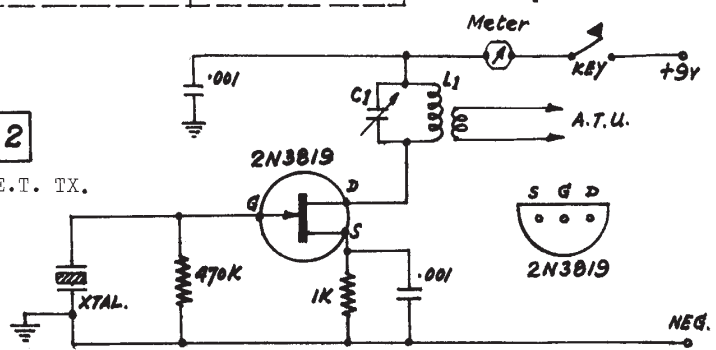 Meter
.001
C1
L1
KEY
+9V
A.T.U.
2
E.T. TX.
2N3819
D
G
S
S G D
2N3819
XTAL.
470K
1K
.001
NEG.